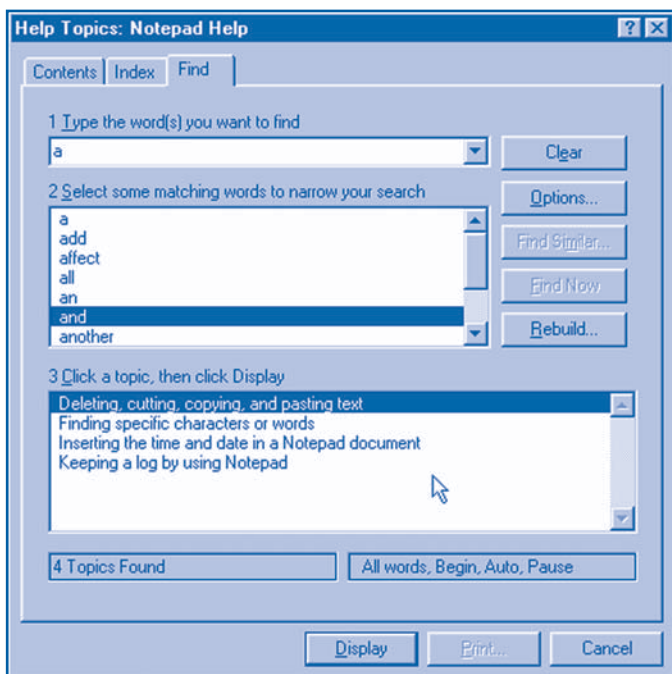 Help Topics: Notepad Help
Contents Index Find
1 Type the word(s) you want to find
a
Clear
2 Select some matching words to narrow your search
a
add
affect
all
an
and
another
Options...
Find Similar...
Find Now
Rebuild...
3 Click a topic, then click Display
Deleting, cutting, copying, and pasting text
Finding specific characters or words
Inserting the time and date in a Notepad document
Keeping a log by using Notepad
4 Topics Found
All words, Begin, Auto, Pause
Display Print... Cancel